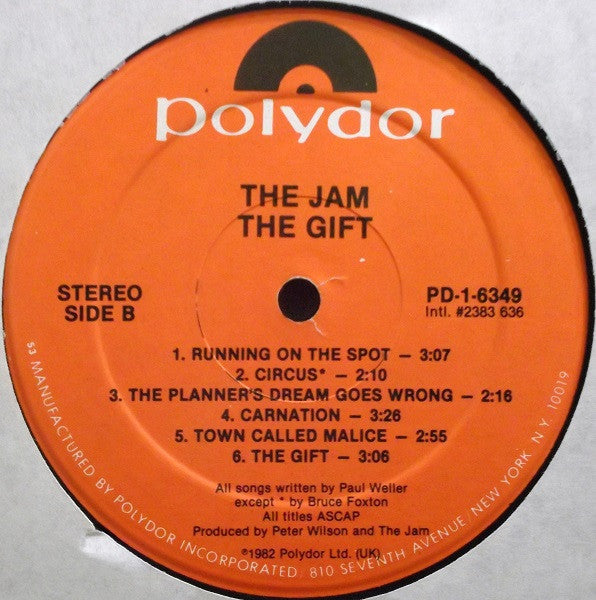 polydor
THE JAM
THE GIFT
STEREO
SIDE B
PD-1-6349
Intl. #2383 636
1. RUNNING ON THE SPOT — 3:07
2. CIRCUS* — 2:10
3. THE PLANNER'S DREAM GOES WRONG — 2:16
4. CARNATION — 3:26
5. TOWN CALLED MALICE — 2:55
6. THE GIFT — 3:06
All songs written by Paul Weller
except * by Bruce Foxton
All titles ASCAP
Produced by Peter Wilson and The Jam
℗1982 Polydor Ltd. (UK)
53 MANUFACTURED BY POLYDOR INCORPORATED. 810 SEVENTH AVENUE, NEW YORK, N.Y. 10019